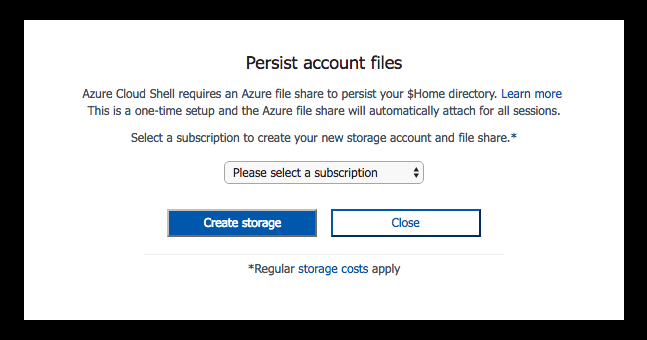 Persist account files
Azure Cloud Shell requires an Azure file share to persist your $Home directory. Learn more
This is a one-time setup and the Azure file share will automatically attach for all sessions.
Select a subscription to create your new storage account and file share.*
Please select a subscription
Create storage
Close
*Regular storage costs apply